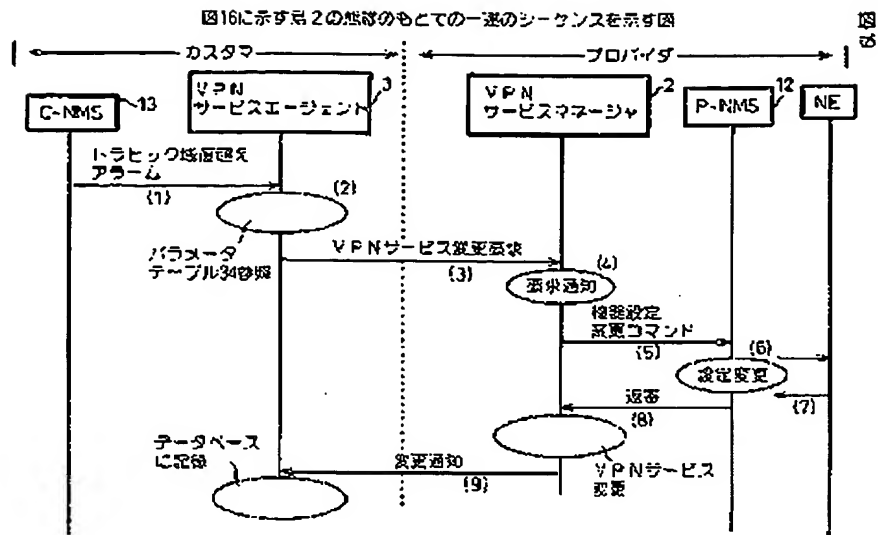 図16に示す第2の態様のもとでの一連のシーケンスを示す図
図19
カスタマ
プロバイダ
C-NMS
13
VPN
サービスエージェント
3
VPN
サービスマネージャ
2
P-NMS
12
NE
トラヒック域値超え
アラーム
(1)
(2)
パラメータ
テーブル34参照
VPNサービス変更要求
(3)
(4)
要求通知
機器設定
変更コマンド
(5)
(6)
設定変更
(7)
返答
(8)
VPNサービス
変更
データベース
に記録
変更通知
(9)